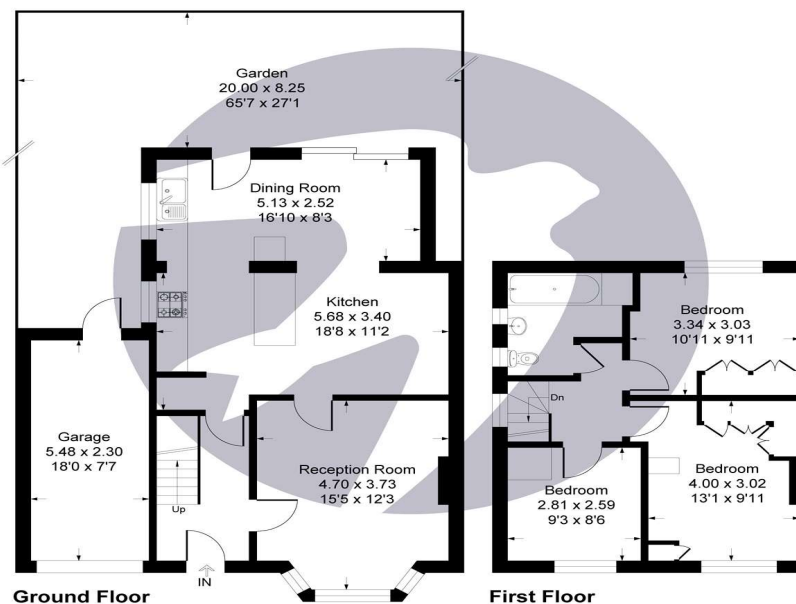 Garden
20.00 x 8.25
65'7 x 27'1
Dining Room
5.13 x 2.52
16'10 x 8'3
Kitchen
5.68 x 3.40
18'8 x 11'2
Garage
5.48 x 2.30
18'0 x 7'7
Reception Room
4.70 x 3.73
15'5 x 12'3
Up
IN
Ground Floor
Bedroom
3.34 x 3.03
10'11 x 9'11
Dn
Bedroom
4.00 x 3.02
13'1 x 9'11
Bedroom
2.81 x 2.59
9'3 x 8'6
First Floor